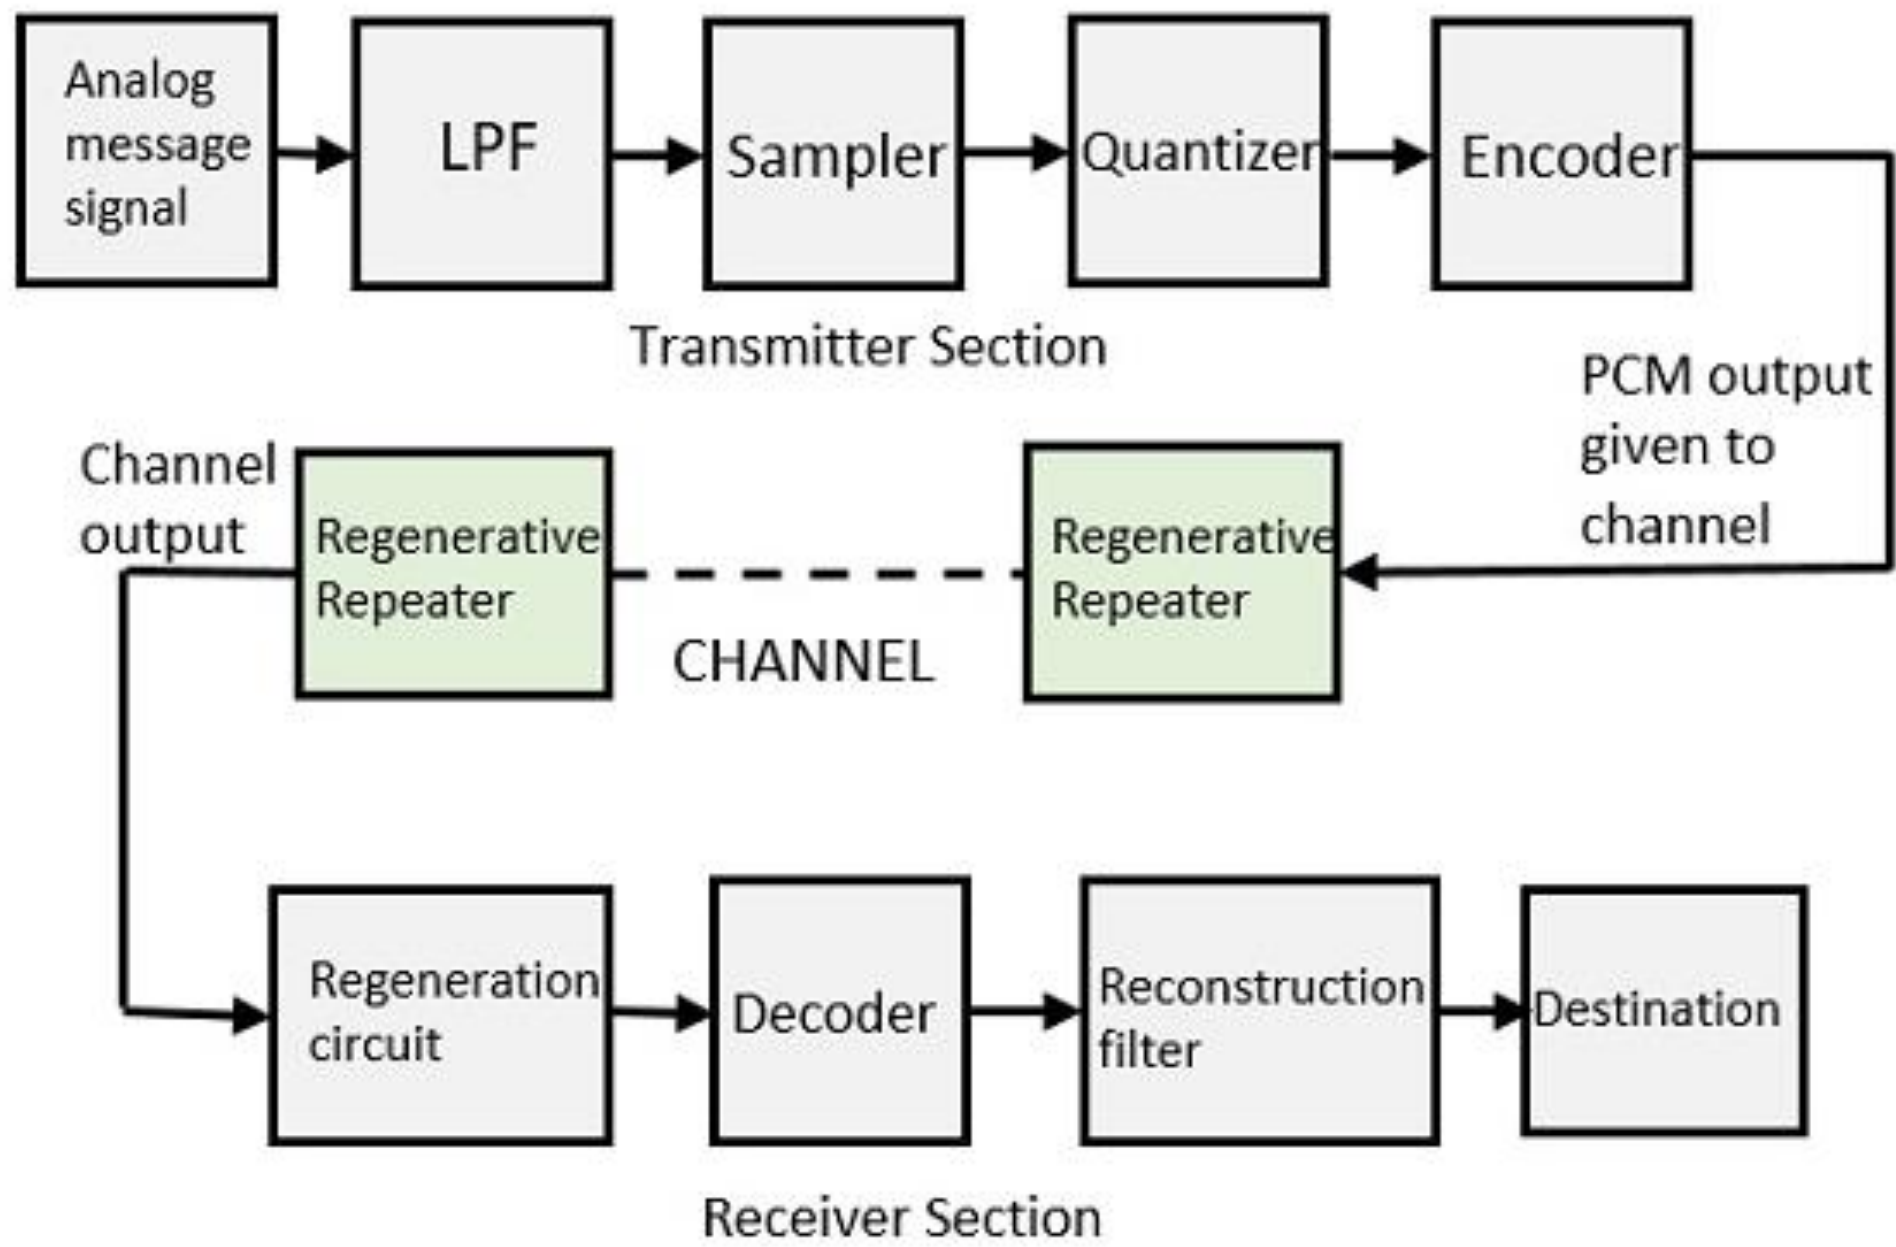 Analog
message
signal
LPF
Sampler
Quantizer
Encoder
Transmitter Section
PCM output
given to
channel
Channel
output
Regenerative
Repeater
CHANNEL
Regenerative
Repeater
Regeneration
circuit
Decoder
Reconstruction
filter
Destination
Receiver Section